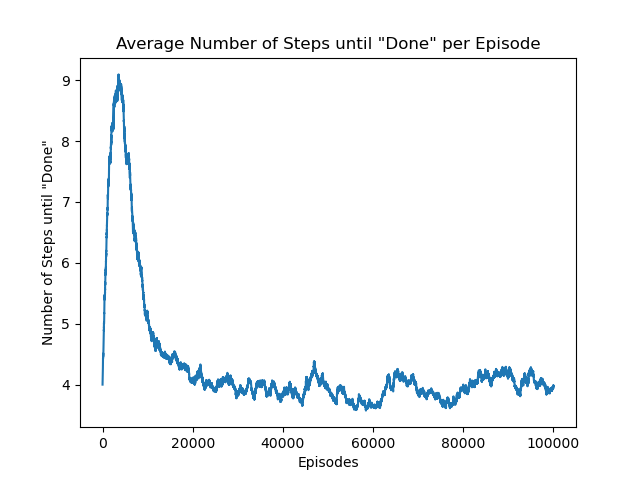 Average Number of Steps until "Done" per Episode
9
8
7
6
5
4
Number of Steps until "Done"
0 20000 40000 60000 80000 100000
Episodes